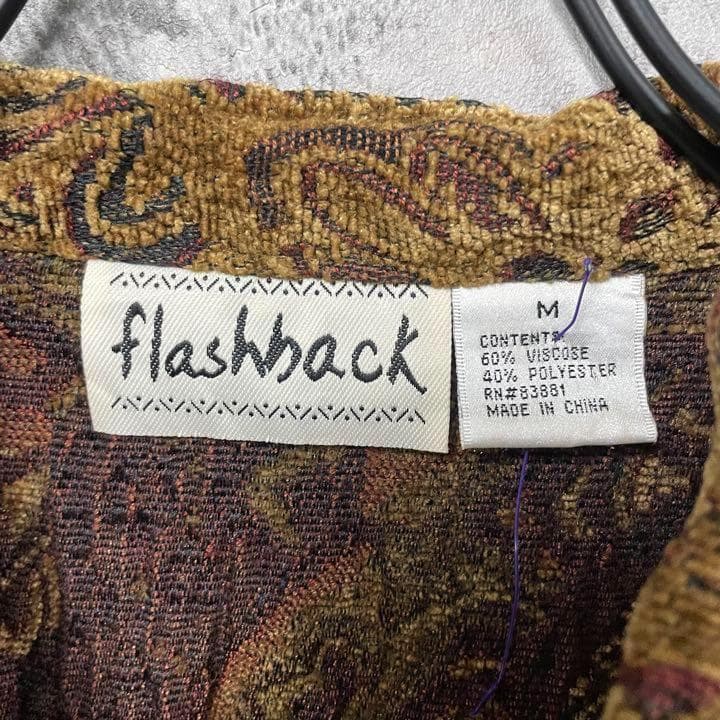 flashback
M
CONTENTS:
60% VISCOSE
40% POLYESTER
RN#83881
MADE IN CHINA